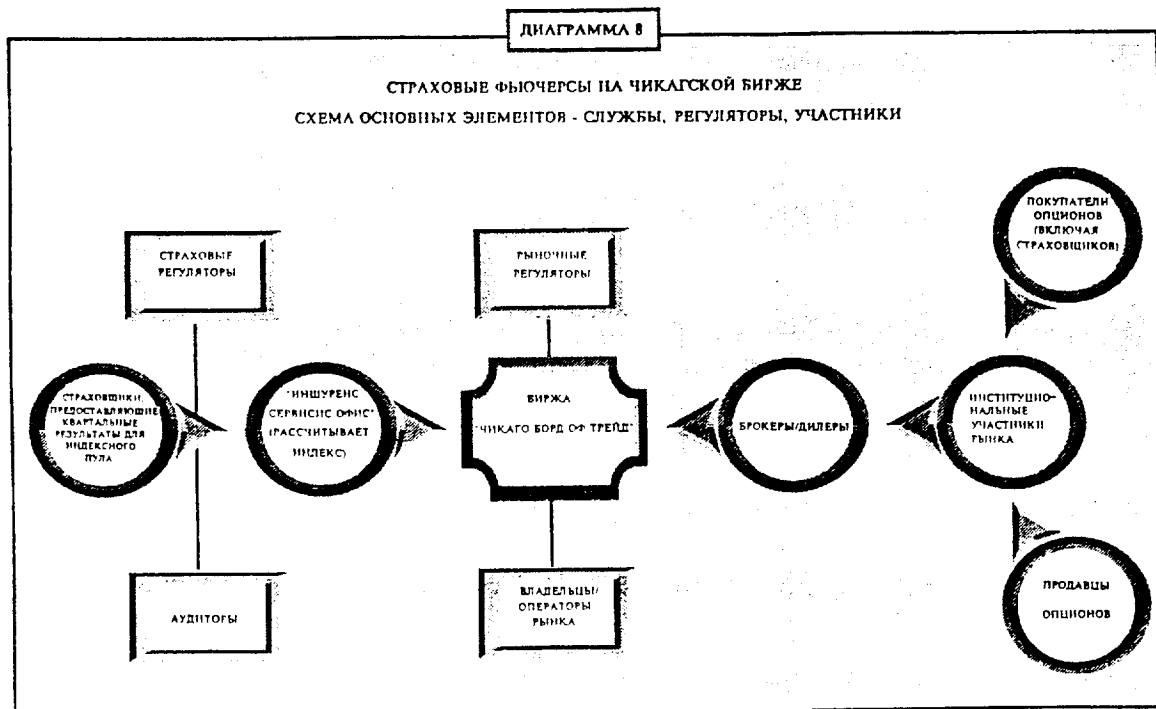 ДИАГРАММА 8
СТРАХОВЫЕ ФЬЮЧЕРСЫ НА ЧИКАГСКОЙ БИРЖЕ
СХЕМА ОСНОВНЫХ ЭЛЕМЕНТОВ - СЛУЖБЫ, РЕГУЛЯТОРЫ, УЧАСТНИКИ
ПОКУПАТЕЛИ
ОПЦИОНОВ
(ВКЛЮЧАЯ
СТРАХОВЩИКОВ)
СТРАХОВЫЕ
РЕГУЛЯТОРЫ
РЫНОЧНЫЕ
РЕГУЛЯТОРЫ
СТРАХОВЩИКИ,
ПРЕДОСТАВЛЯЮЩИЕ
КВАРТАЛЬНЫЕ
РЕЗУЛЬТАТЫ ДЛЯ
ИНДЕКСНОГО
ПУЛА
"ИНШУРЕНС
СЕРВИСИС ОФИС"
(РАССЧИТЫВАЕТ
ИНДЕКС)
БИРЖА
"ЧИКАГО БОРД ОФ ТРЕЙД"
БРОКЕРЫ/ДИЛЕРЫ
ИНСТИТУЦИО-
НАЛЬНЫЕ
УЧАСТНИКИ
РЫНКА
АУДИТОРЫ
ВЛАДЕЛЬЦЫ/
ОПЕРАТОРЫ
РЫНКА
ПРОДАВЦЫ
ОПЦИОНОВ